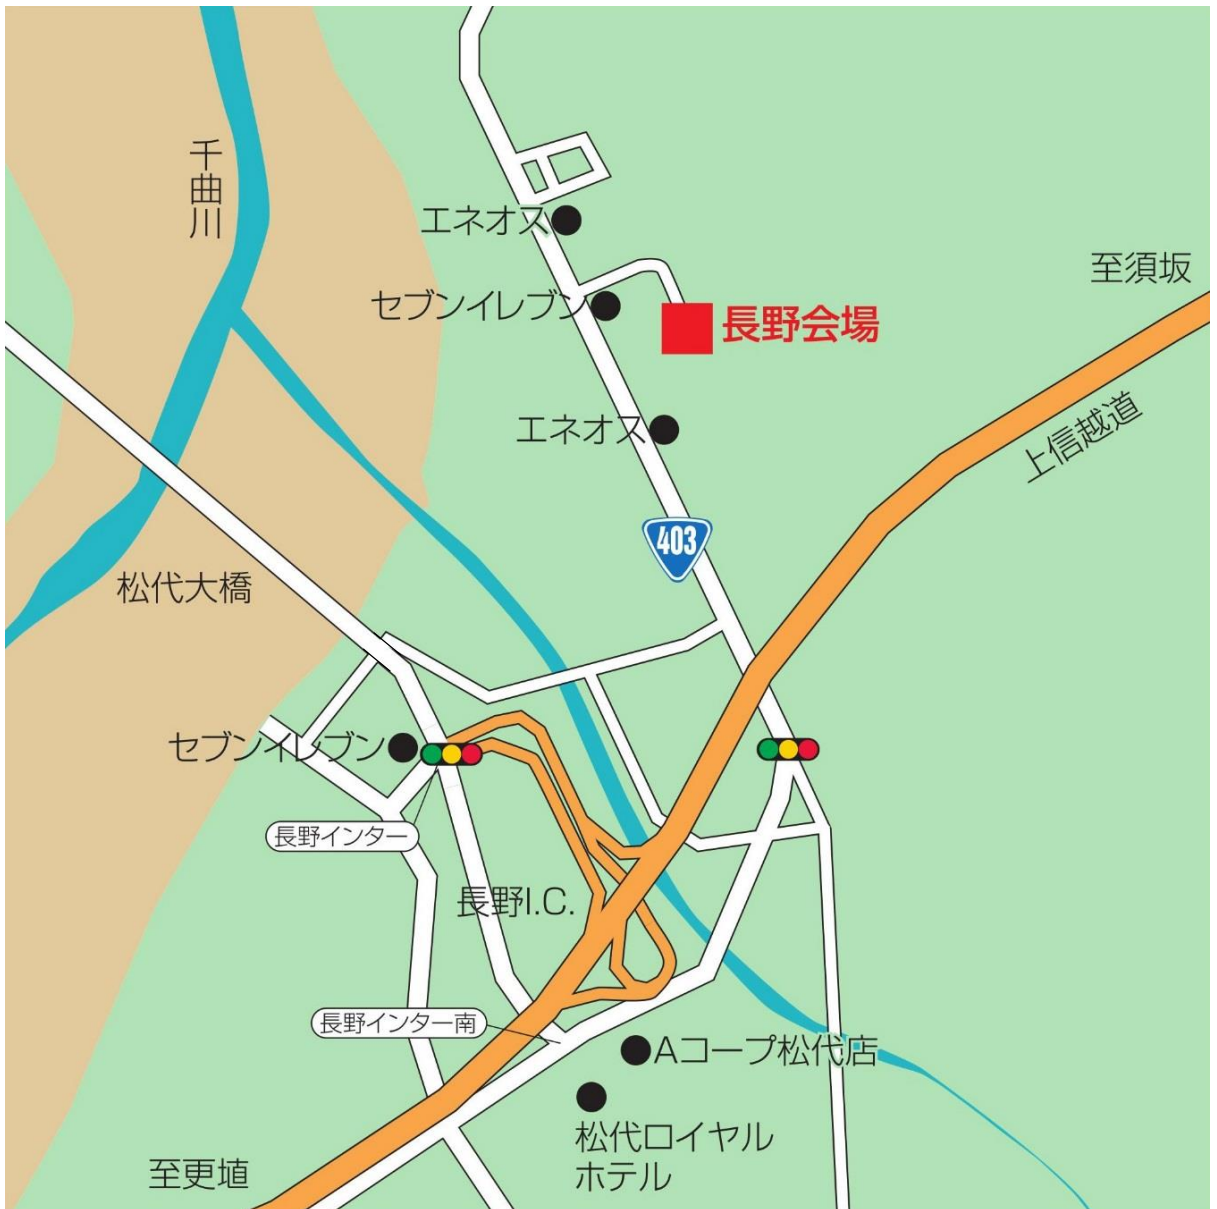 千曲川
エネオス
至須坂
セブンイレブン
長野会場
上信越道
エネオス
403
松代大橋
セブンイレブン
長野インター
長野I.C.
長野インター南
Aコープ松代店
松代ロイヤル
ホテル
至更埴